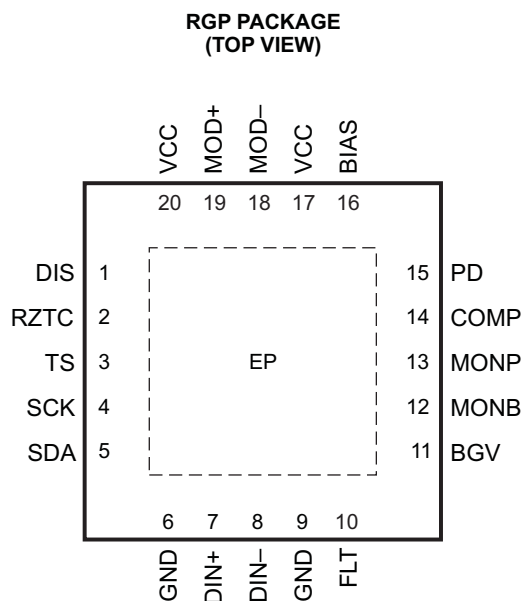 RGP PACKAGE
(TOP VIEW)
VCC MOD+ MOD– VCC BIAS
20 19 18 17 16
DIS 1 15 PD
RZTC 2 14 COMP
TS 3 EP 13 MONP
SCK 4 12 MONB
SDA 5 11 BGV
6 7 8 9 10
GND DIN+ DIN– GND FLT